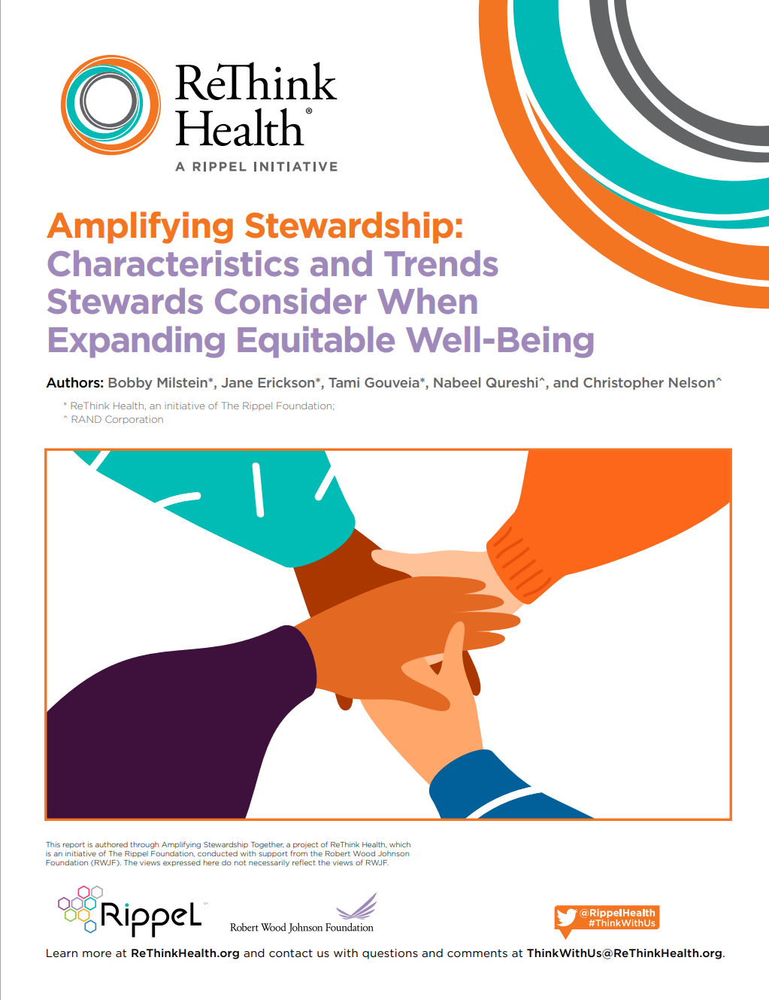 ReThink
Health®
A RIPPEL INITIATIVE
Amplifying Stewardship:
Characteristics and Trends
Stewards Consider When
Expanding Equitable Well-Being
Authors: Bobby Milstein*, Jane Erickson*, Tami Gouveia*, Nabeel Qureshi^, and Christopher Nelson^
* ReThink Health, an initiative of The Rippel Foundation;
^ RAND Corporation
This report is authored through Amplifying Stewardship Together, a project of ReThink Health, which
is an initiative of The Rippel Foundation, conducted with support from the Robert Wood Johnson
Foundation (RWJF). The views expressed here do not necessarily reflect the views of RWJF.
RippeL
Robert Wood Johnson Foundation
@RippelHealth
#ThinkWithUs
Learn more at ReThinkHealth.org and contact us with questions and comments at ThinkWithUs@ReThinkHealth.org.